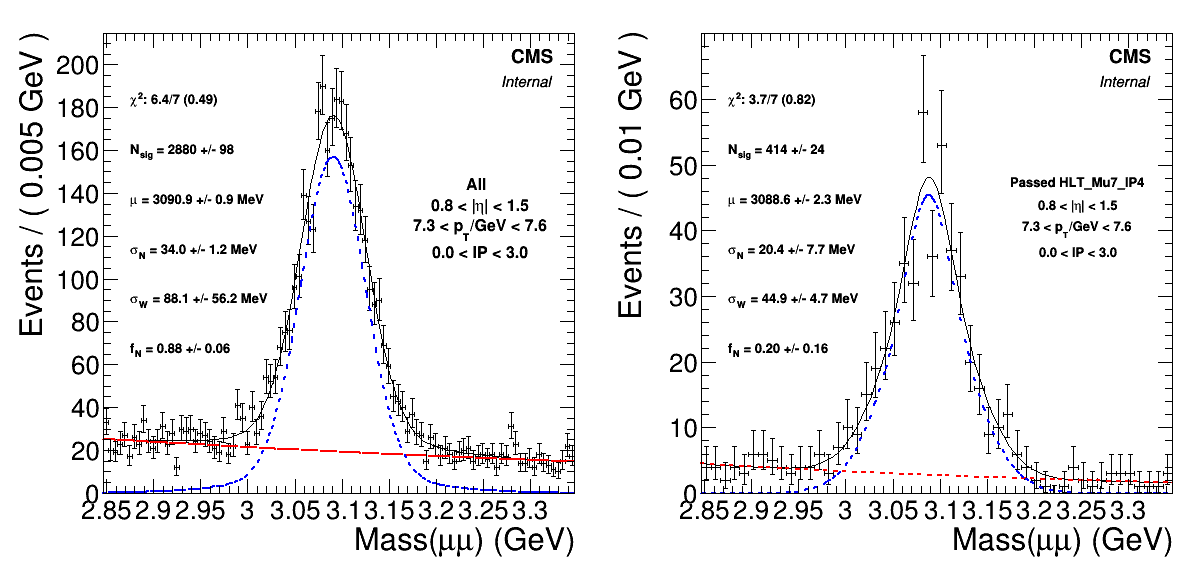 Events / ( 0.005 GeV )
200
180
160
140
120
100
80
60
40
20
0
CMS
Internal
χ²: 6.4/7 (0.49)
N_sig = 2880 +/- 98
μ = 3090.9 +/- 0.9 MeV
σ_N = 34.0 +/- 1.2 MeV
σ_W = 88.1 +/- 56.2 MeV
f_N = 0.88 +/- 0.06
All
0.8 < |η| < 1.5
7.3 < p_T/GeV < 7.6
0.0 < IP < 3.0
2.85 2.9 2.95 3 3.05 3.1 3.15 3.2 3.25 3.3
Mass(μμ) (GeV)
Events / ( 0.01 GeV )
60
50
40
30
20
10
0
CMS
Internal
χ²: 3.7/7 (0.82)
N_sig = 414 +/- 24
μ = 3088.6 +/- 2.3 MeV
σ_N = 20.4 +/- 7.7 MeV
σ_W = 44.9 +/- 4.7 MeV
f_N = 0.20 +/- 0.16
Passed HLT_Mu7_IP4
0.8 < |η| < 1.5
7.3 < p_T/GeV < 7.6
0.0 < IP < 3.0
2.85 2.9 2.95 3 3.05 3.1 3.15 3.2 3.25 3.3
Mass(μμ) (GeV)